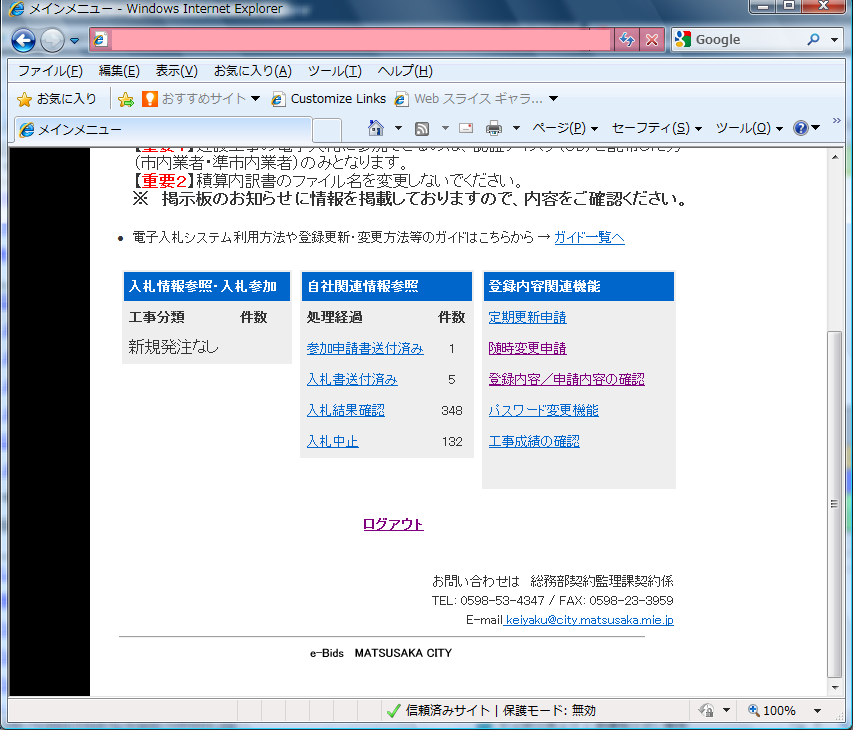 メインメニュー - Windows Internet Explorer
Google
ファイル(F) 編集(E) 表示(V) お気に入り(A) ツール(T) ヘルプ(H)
お気に入り おすすめサイト Customize Links Web スライス ギャラ...
メインメニュー ページ(P) セーフティ(S) ツール(O)
(市内業者・準市内業者)のみとなります。
【重要2】積算内訳書のファイル名を変更しないでください。
※ 掲示板のお知らせに情報を掲載しておりますので、内容をご確認ください。
• 電子入札システム利用方法や登録更新・変更方法等のガイドはこちらから → ガイド一覧へ
入札情報参照・入札参加
工事分類 件数
新規発注なし
自社関連情報参照
処理経過 件数
参加申請書送付済み 1
入札書送付済み 5
入札結果確認 348
入札中止 132
登録内容関連機能
定期更新申請
随時変更申請
登録内容/申請内容の確認
パスワード変更機能
工事成績の確認
ログアウト
お問い合わせは 総務部契約監理課契約係
TEL: 0598-53-4347 / FAX: 0598-23-3959
E-mail keiyaku@city.matsusaka.mie.jp
e-Bids MATSUSAKA CITY
信頼済みサイト | 保護モード: 無効 100%